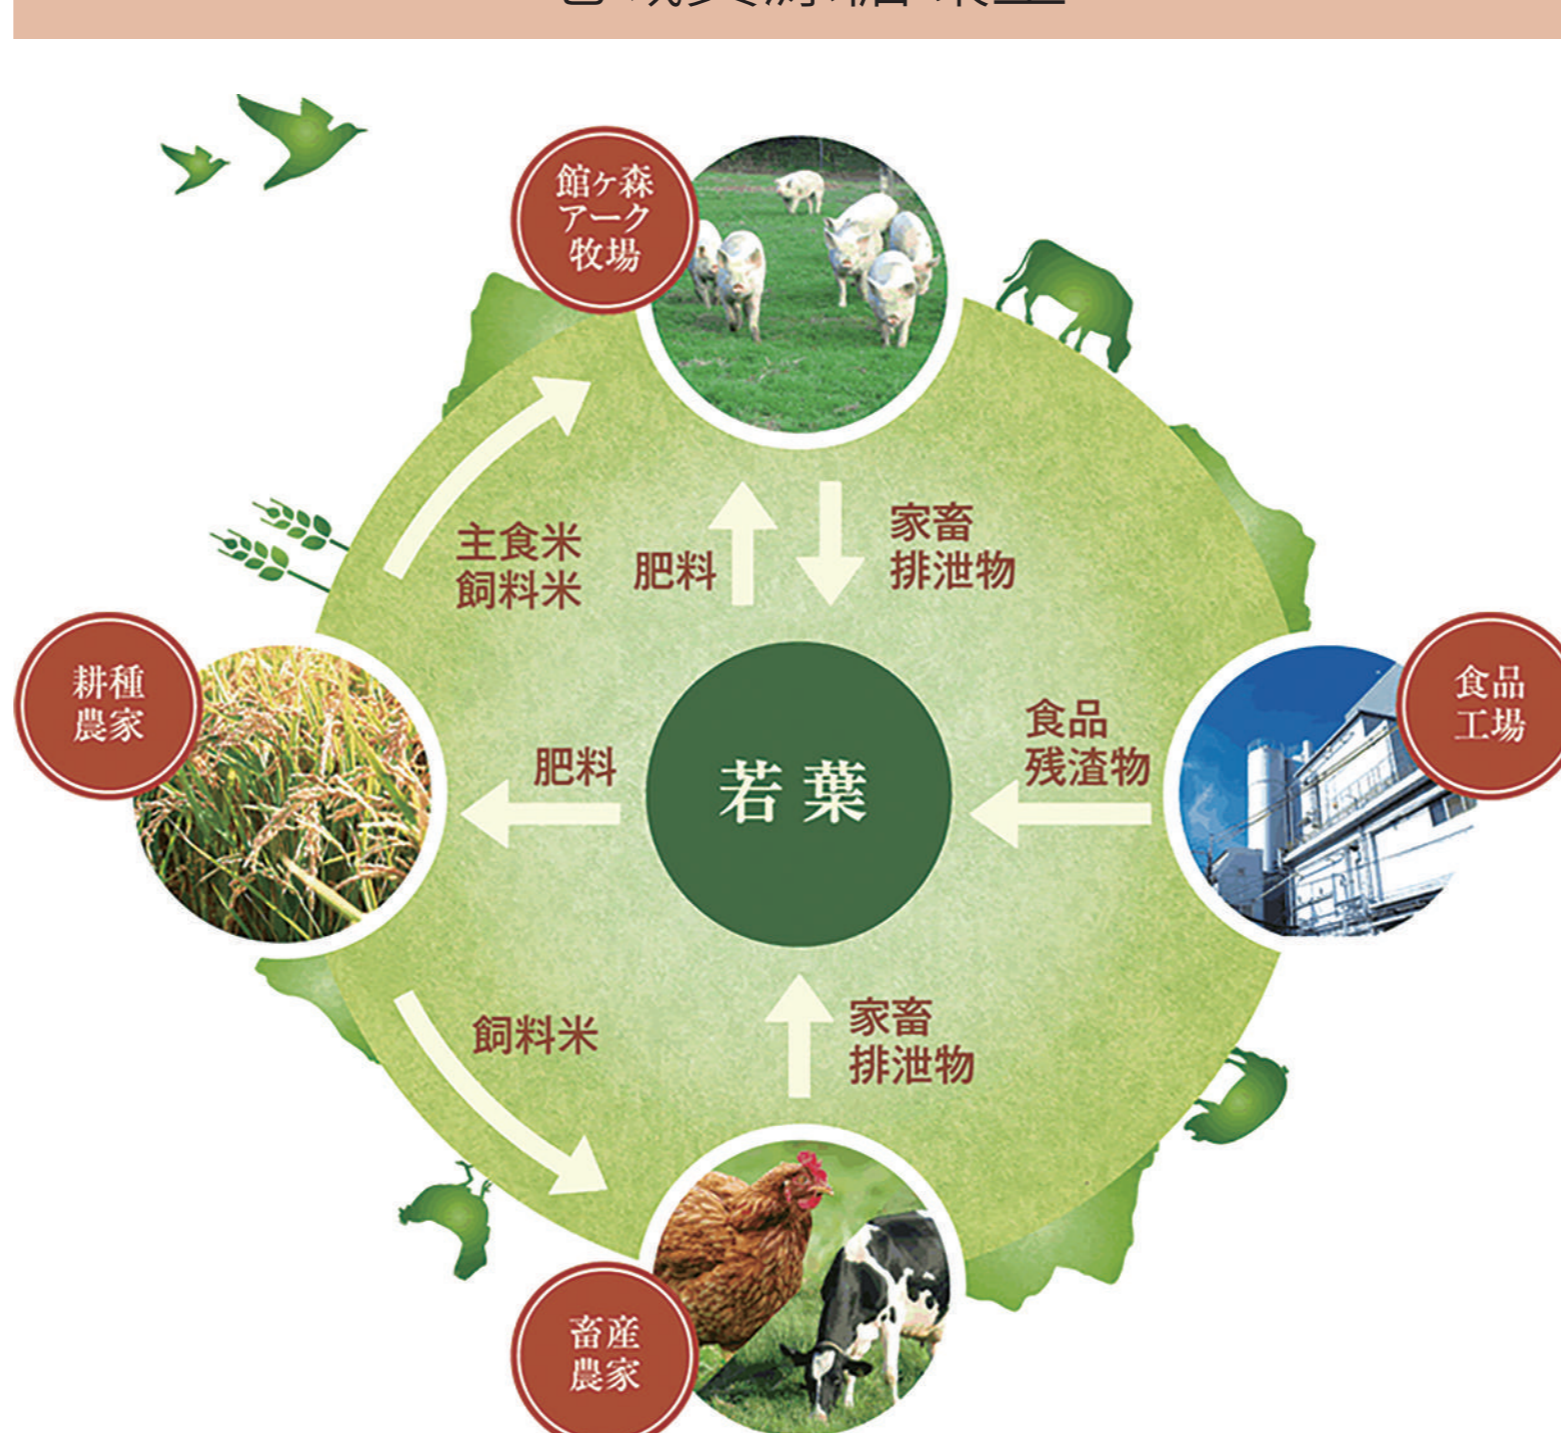 館ヶ森
アーク
牧場
主食米
飼料米
肥料
家畜
排泄物
耕種
農家
肥料
若葉
食品
残渣物
食品
工場
飼料米
家畜
排泄物
畜産
農家